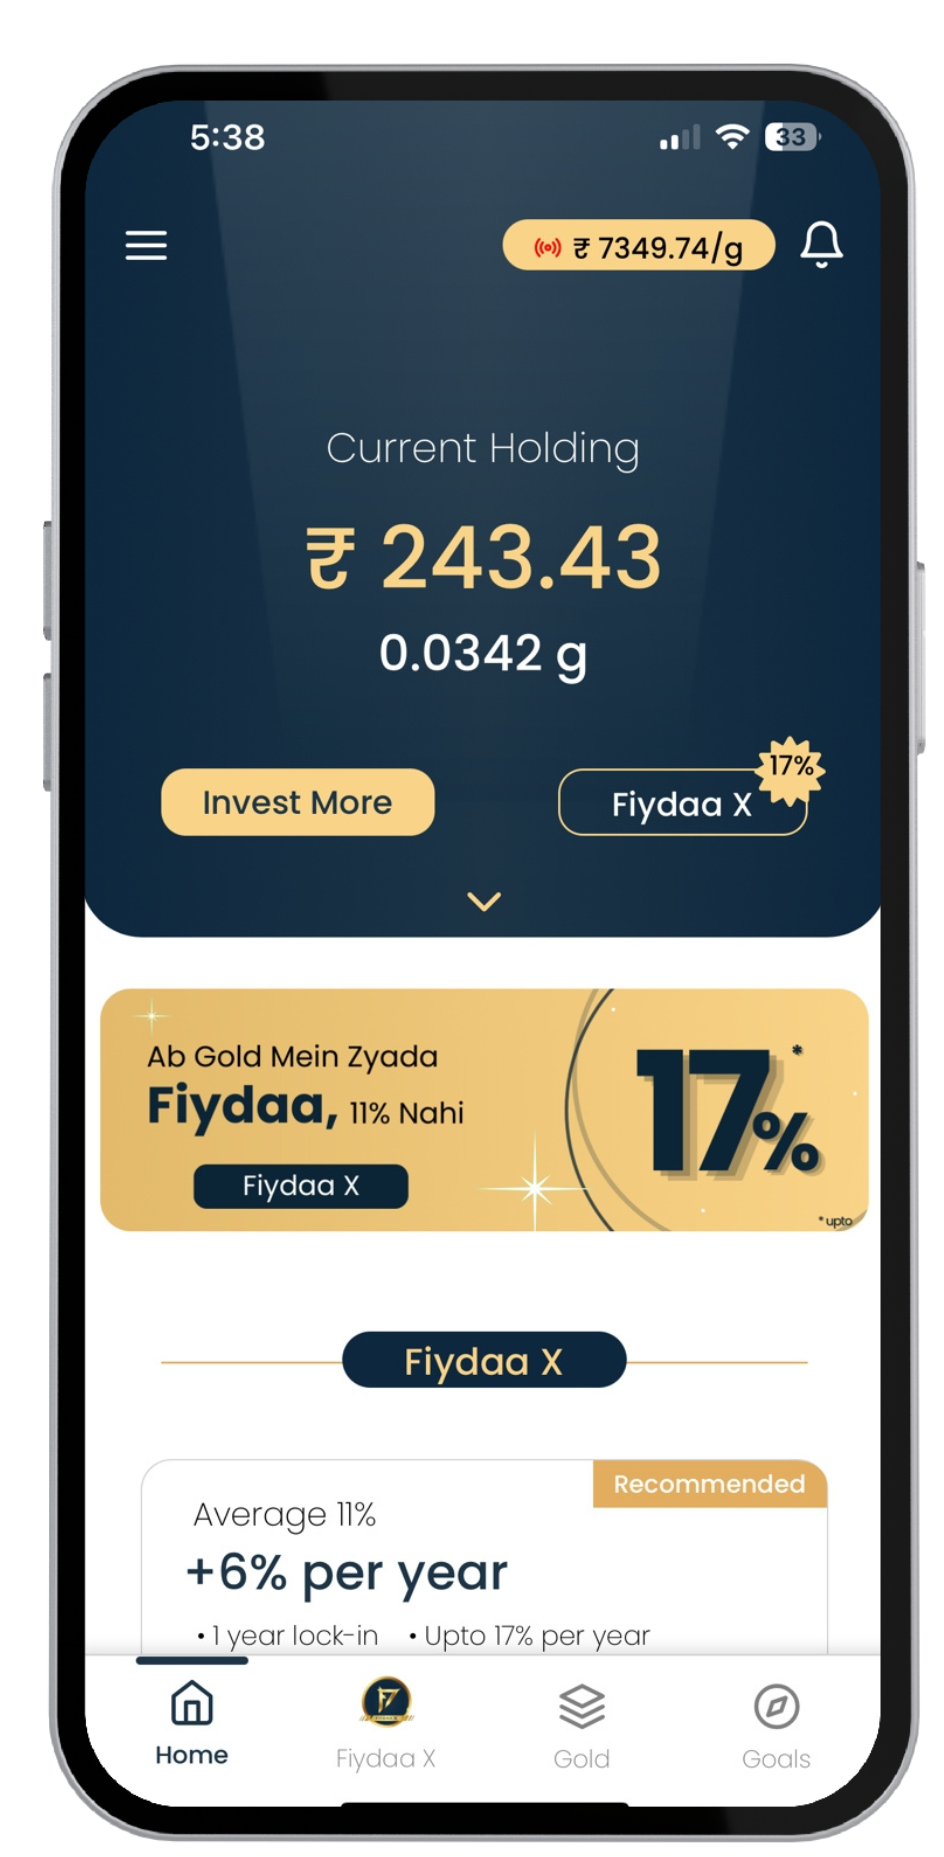 5:38
33
₹ 7349.74/g
Current Holding
₹ 243.43
0.0342 g
17%
Invest More
Fiydaa X
Ab Gold Mein Zyada
Fiydaa, 11% Nahi
Fiydaa X
17%*
* upto
Fiydaa X
Recommended
Average 11%
+6% per year
• 1 year lock-in • Upto 17% per year
Home
Fiydaa X
Gold
Goals